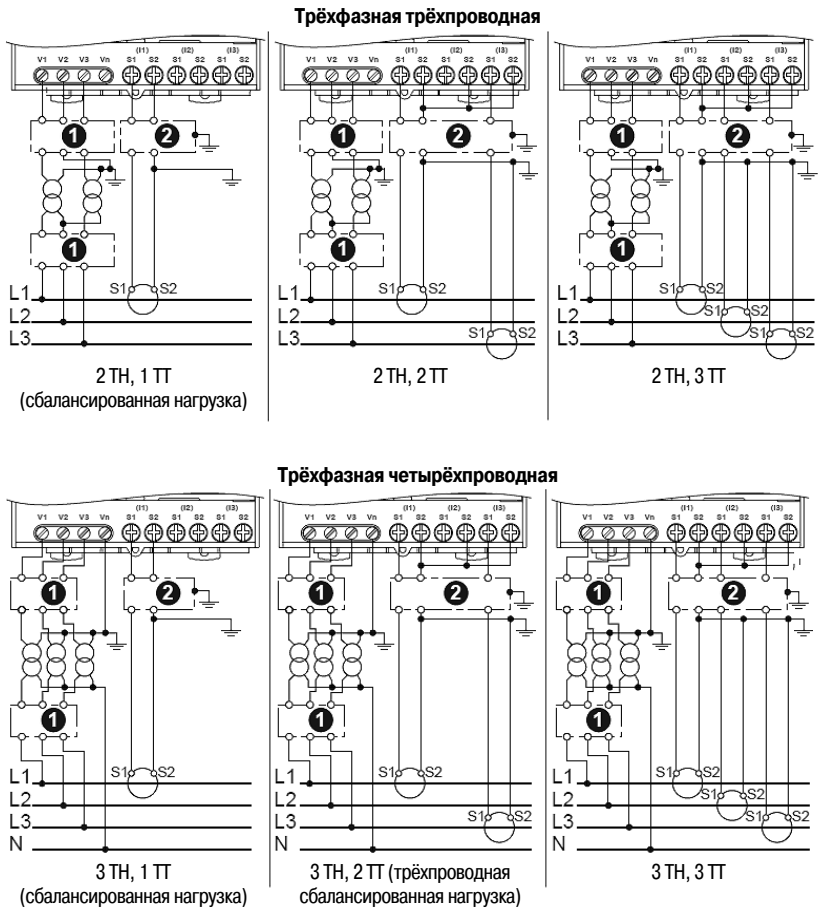 Трёхфазная трёхпроводная
(I1) (I2) (I3)
V1 V2 V3 Vn S1 S2 S1 S2 S1 S2
(I1) (I2) (I3)
V1 V2 V3 Vn S1 S2 S1 S2 S1 S2
(I1) (I2) (I3)
V1 V2 V3 Vn S1 S2 S1 S2 S1 S2
1 2
1 2
1 2
1
1
1
L1 S1 S2
L2
L3
L1 S1 S2
L2
L3 S1 S2
L1 S1 S2
L2 S1 S2
L3 S1 S2
2 ТН, 1 ТТ
(сбалансированная нагрузка)
2 ТН, 2 ТТ
2 ТН, 3 ТТ
Трёхфазная четырёхпроводная
(I1) (I2) (I3)
V1 V2 V3 Vn S1 S2 S1 S2 S1 S2
(I1) (I2) (I3)
V1 V2 V3 Vn S1 S2 S1 S2 S1 S2
(I1) (I2) (I3)
V1 V2 V3 Vn S1 S2 S1 S2 S1 S2
1 2
1 2
1 2
1
1
1
L1 S1 S2
L2
L3
N
L1 S1 S2
L2
L3 S1 S2
N
L1 S1 S2
L2 S1 S2
L3 S1 S2
N
3 ТН, 1 ТТ
(сбалансированная нагрузка)
3 ТН, 2 ТТ (трёхпроводная
сбалансированная нагрузка)
3 ТН, 3 ТТ